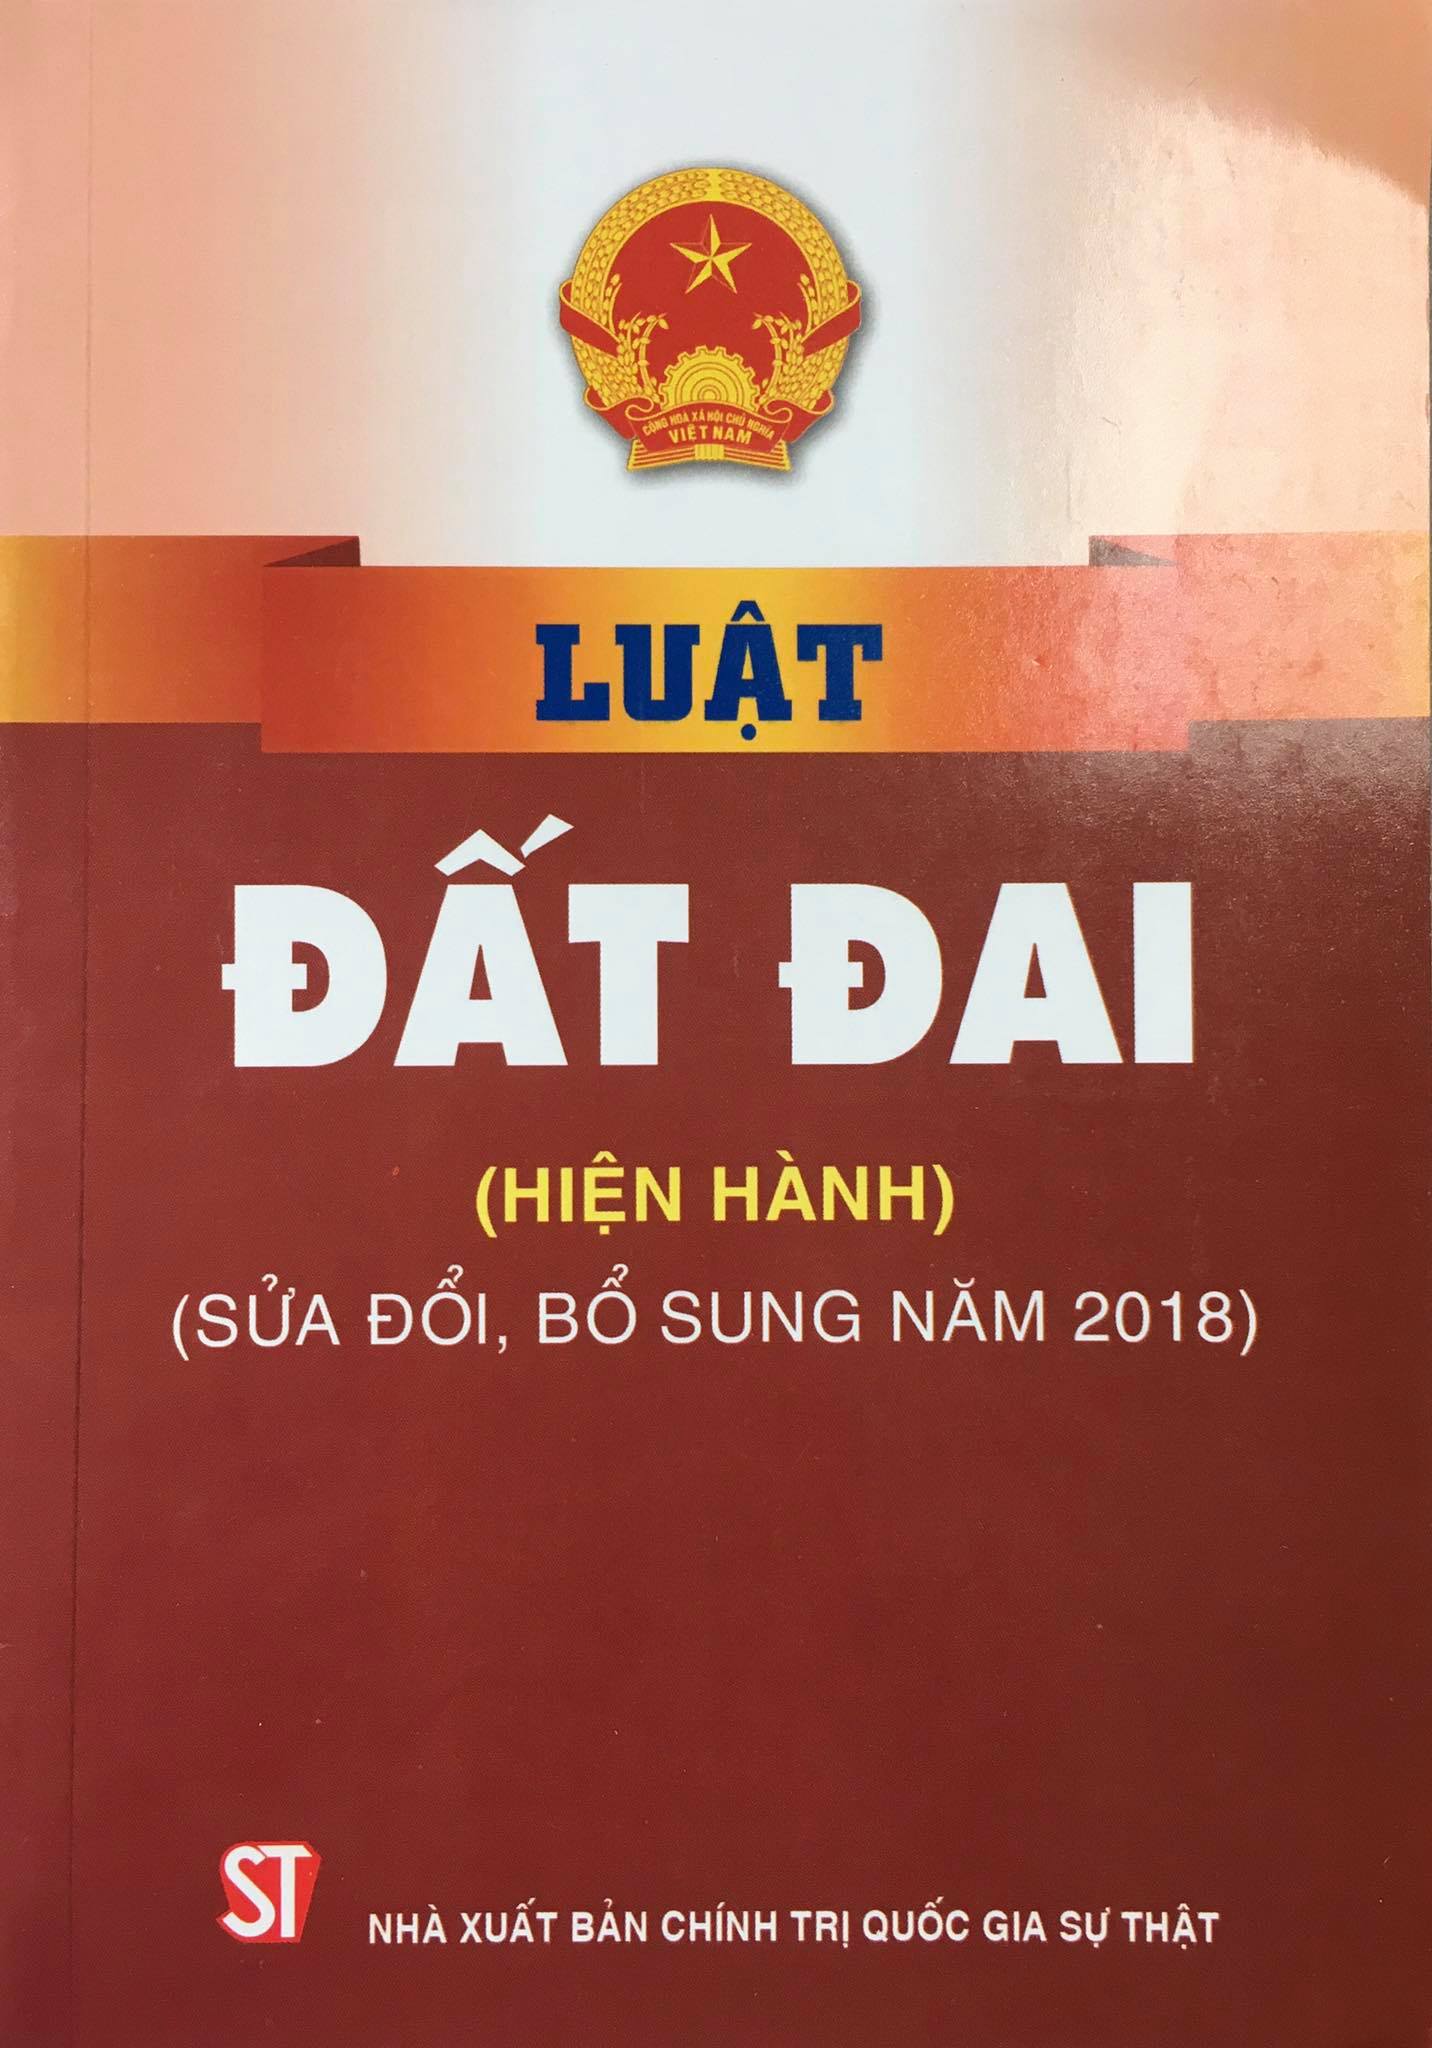 CỘNG HOÀ XÃ HỘI CHỦ NGHĨA
VIỆT NAM
LUẬT
ĐẤT ĐAI
(HIỆN HÀNH)
(SỬA ĐỔI, BỔ SUNG NĂM 2018)
ST
NHÀ XUẤT BẢN CHÍNH TRỊ QUỐC GIA SỰ THẬT